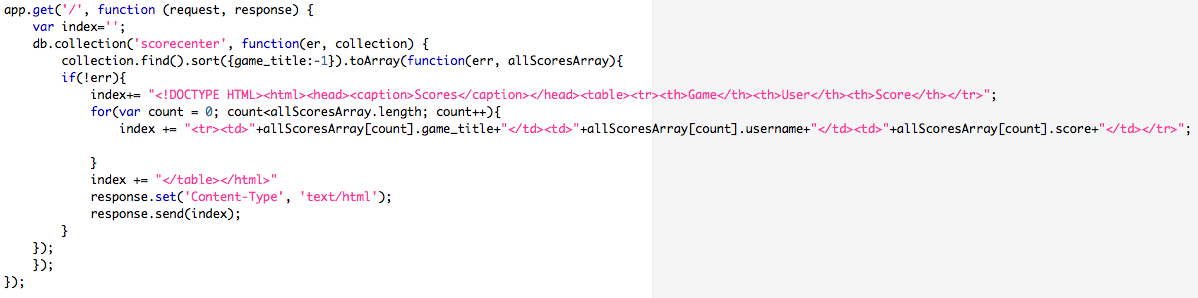 app.get('/', function (request, response) {
    var index='';
    db.collection('scorecenter', function(er, collection) {
        collection.find().sort({game_title:-1}).toArray(function(err, allScoresArray){
        if(!err){
            index+= "<!DOCTYPE HTML><html><head><caption>Scores</caption></head><table><tr><th>Game</th><th>User</th><th>Score</th></tr>";
            for(var count = 0; count<allScoresArray.length; count++){
                index += "<tr><td>"+allScoresArray[count].game_title+"</td><td>"+allScoresArray[count].username+"</td><td>"+allScoresArray[count].score+"</td></tr>";
            }
            index += "</table></html>"
            response.set('Content-Type', 'text/html');
            response.send(index);
        }
    });
    });
});